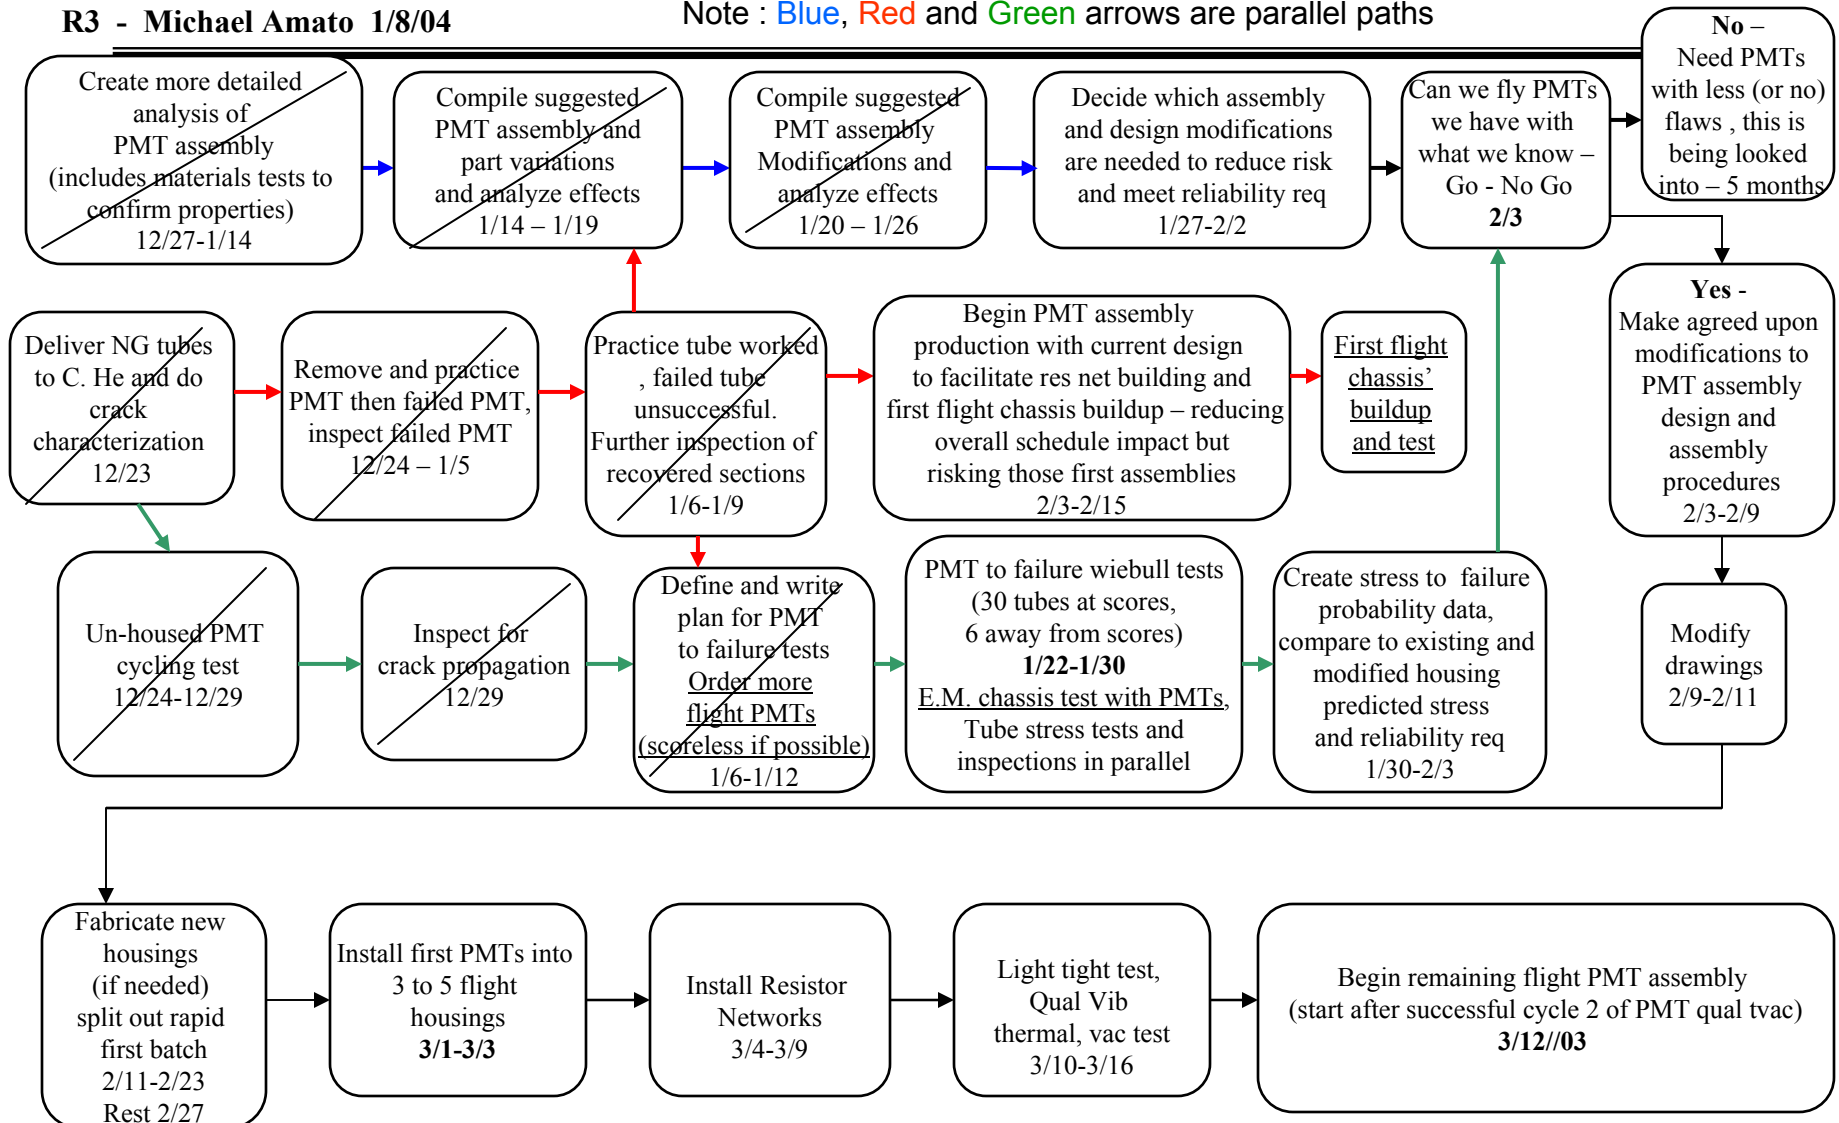 R3 - Michael Amato 1/8/04
Note : Blue, Red and Green arrows are parallel paths
Create more detailed
analysis of
PMT assembly
(includes materials tests to
confirm properties)
12/27-1/14
Compile suggested
PMT assembly and
part variations
and analyze effects
1/14 – 1/19
Compile suggested
PMT assembly
Modifications and
analyze effects
1/20 – 1/26
Decide which assembly
and design modifications
are needed to reduce risk
and meet reliability req
1/27-2/2
Can we fly PMTs
we have with
what we know –
Go - No Go
2/3
No –
Need PMTs
with less (or no)
flaws , this is
being looked
into – 5 months
Deliver NG tubes
to C. He and do
crack
characterization
12/23
Remove and practice
PMT then failed PMT,
inspect failed PMT
12/24 – 1/5
Practice tube worked
, failed tube
unsuccessful.
Further inspection of
recovered sections
1/6-1/9
Begin PMT assembly
production with current design
to facilitate res net building and
first flight chassis buildup – reducing
overall schedule impact but
risking those first assemblies
2/3-2/15
First flight
chassis’
buildup
and test
Yes -
Make agreed upon
modifications to
PMT assembly
design and
assembly
procedures
2/3-2/9
Un-housed PMT
cycling test
12/24-12/29
Inspect for
crack propagation
12/29
Define and write
plan for PMT
to failure tests
Order more
flight PMTs
(scoreless if possible)
1/6-1/12
PMT to failure wiebull tests
(30 tubes at scores,
6 away from scores)
1/22-1/30
E.M. chassis test with PMTs,
Tube stress tests and
inspections in parallel
Create stress to failure
probability data,
compare to existing and
modified housing
predicted stress
and reliability req
1/30-2/3
Modify
drawings
2/9-2/11
Fabricate new
housings
(if needed)
split out rapid
first batch
2/11-2/23
Rest 2/27
Install first PMTs into
3 to 5 flight
housings
3/1-3/3
Install Resistor
Networks
3/4-3/9
Light tight test,
Qual Vib
thermal, vac test
3/10-3/16
Begin remaining flight PMT assembly
(start after successful cycle 2 of PMT qual tvac)
3/12//03